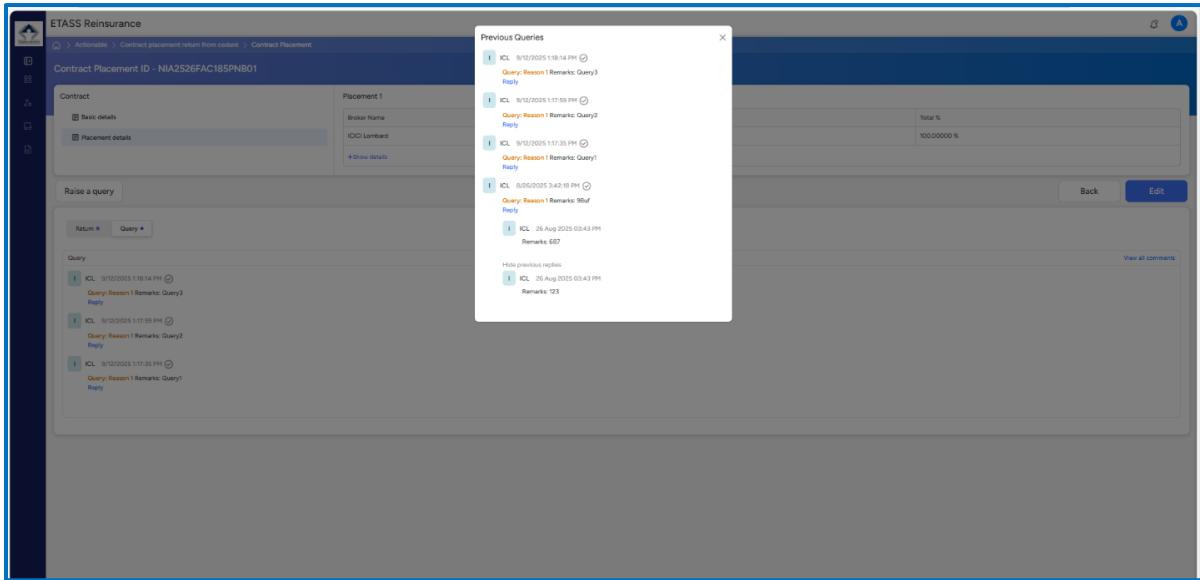 ETASS Reinsurance
A
> Actionable > Contract placement return from cedant > Contract Placement
Contract Placement ID - NIA2526FAC185PNB01
Contract
Basic details
Placement details
Placement 1
Broker Name
Total %
ICICI Lombard
100.00000 %
+Show details
Raise a query
Back
Edit
Return
Query
Query
View all comments
I ICL 9/12/2025 1:18:14 PM
Query: Reason 1 Remarks: Query3
Reply
I ICL 9/12/2025 1:17:59 PM
Query: Reason 1 Remarks: Query2
Reply
I ICL 9/12/2025 1:17:35 PM
Query: Reason 1 Remarks: Query1
Reply
Previous Queries
I ICL 9/12/2025 1:18:14 PM
Query: Reason 1 Remarks: Query3
Reply
I ICL 9/12/2025 1:17:59 PM
Query: Reason 1 Remarks: Query2
Reply
I ICL 9/12/2025 1:17:35 PM
Query: Reason 1 Remarks: Query1
Reply
I ICL 8/26/2025 3:42:18 PM
Query: Reason 1 Remarks: 98uf
Reply
I ICL 26 Aug 2025 03:43 PM
Remarks: 687
Hide previous replies
I ICL 26 Aug 2025 03:43 PM
Remarks: 123